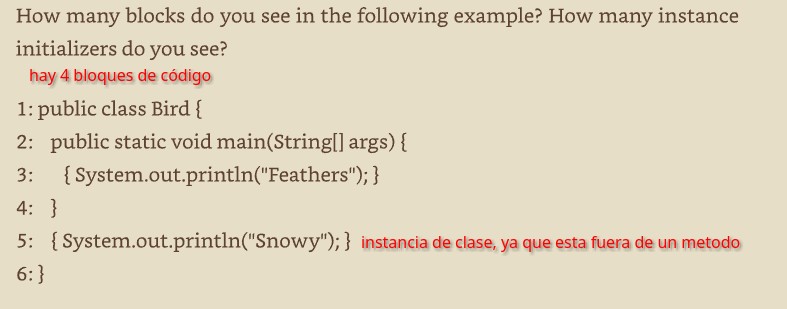 How many blocks do you see in the following example? How many instance
initializers do you see?
hay 4 bloques de código
1: public class Bird {
2: public static void main(String[] args) {
3: { System.out.println("Feathers"); }
4: }
5: { System.out.println("Snowy"); } instancia de clase, ya que esta fuera de un metodo
6: }